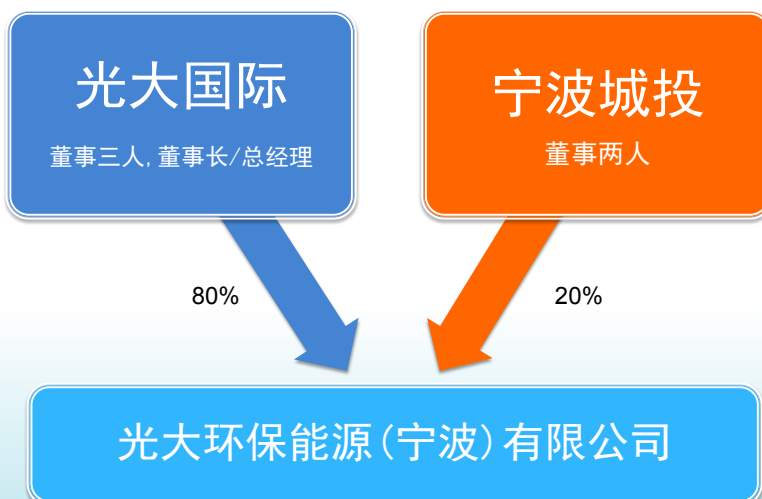 光大国际
宁波城投
董事三人,董事长/总经理
董事两人
80%
20%
光大环保能源(宁波)有限公司